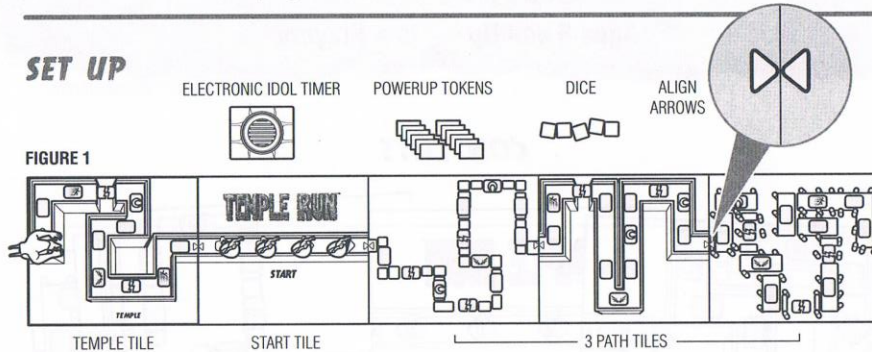 SET UP
ELECTRONIC IDOL TIMER
POWERUP TOKENS
DICE
ALIGN
ARROWS
FIGURE 1
TEMPLE RUN
START
TEMPLE
TEMPLE TILE
START TILE
3 PATH TILES